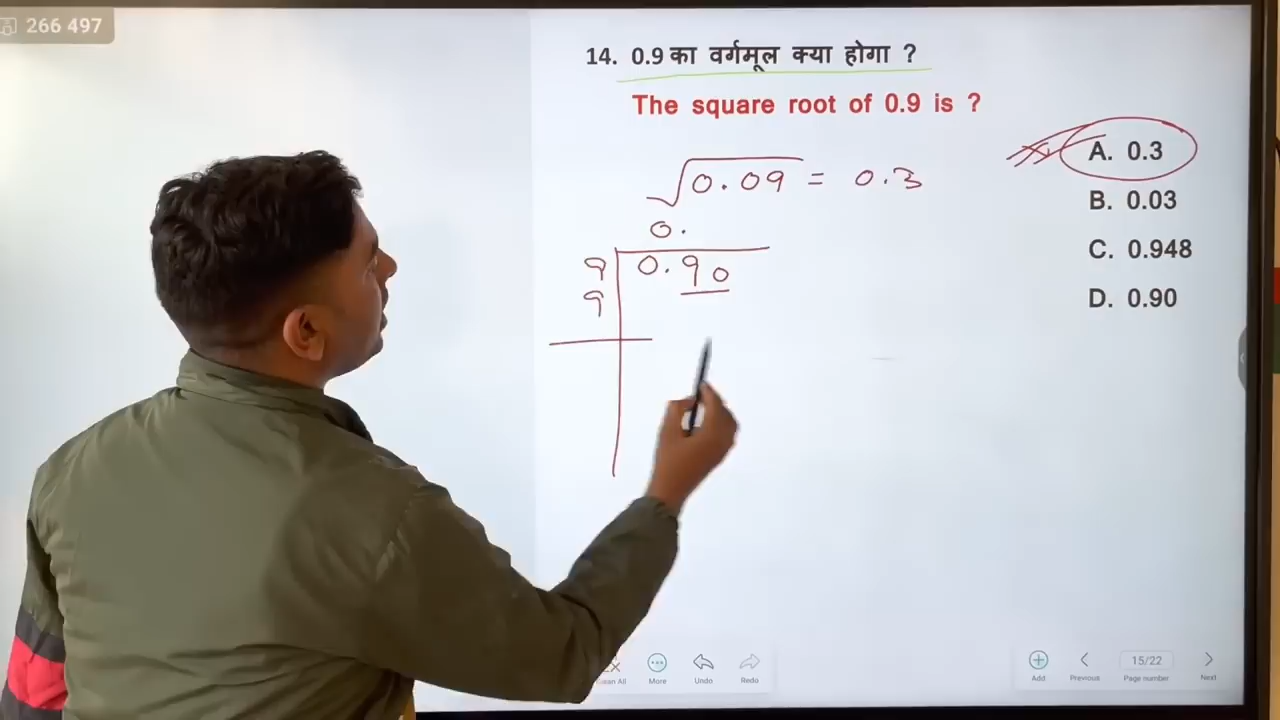 266 497
14. 0.9 का वर्गमूल क्या होगा ?
The square root of 0.9 is ?
A. 0.3
B. 0.03
C. 0.948
D. 0.90
√0.09 = 0.3
0.
9 0.90
9
More
Undo
Redo
Add
Previous
15/22
Page number
Next